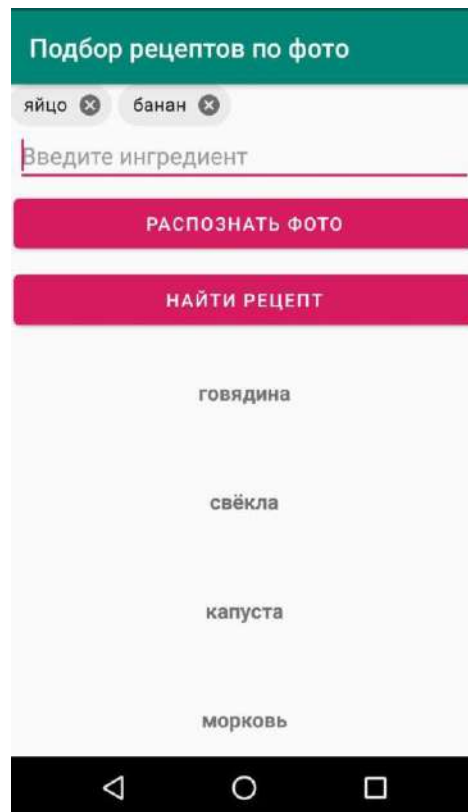 Подбор рецептов по фото
яйцо банан
Введите ингредиент
РАСПОЗНАТЬ ФОТО
НАЙТИ РЕЦЕПТ
говядина
свёкла
капуста
морковь